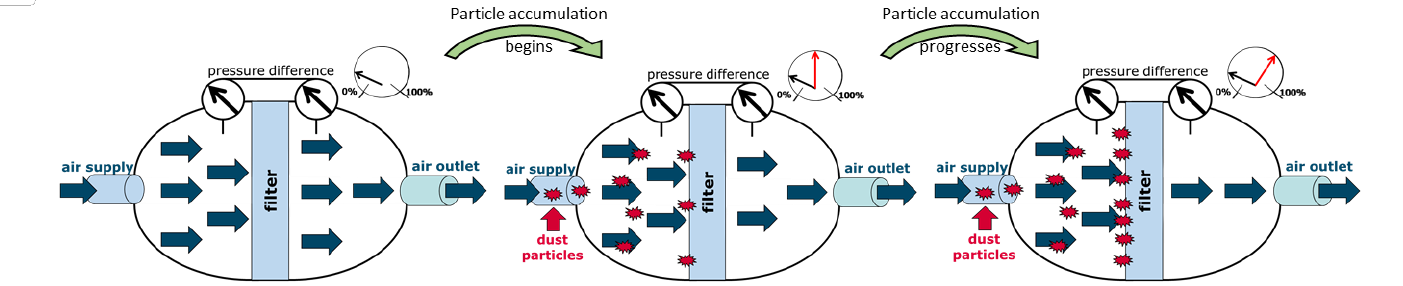 Particle accumulation
begins
Particle accumulation
progresses
pressure difference
0%
100%
air supply
filter
air outlet
pressure difference
0%
100%
air supply
filter
air outlet
dust
particles
pressure difference
0%
100%
air supply
filter
air outlet
dust
particles